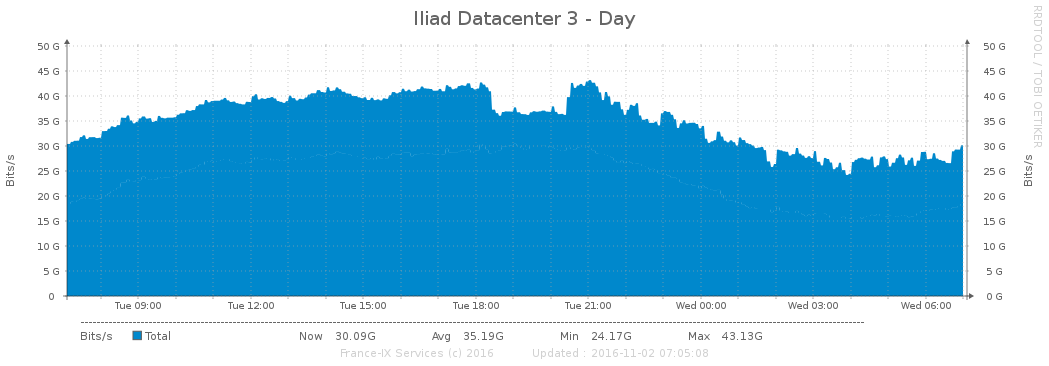 Iliad Datacenter 3 - Day
RRDTOOL / TOBI OETIKER
Bits/s
Bits/s
50 G 50 G
45 G 45 G
40 G 40 G
35 G 35 G
30 G 30 G
25 G 25 G
20 G 20 G
15 G 15 G
10 G 10 G
5 G 5 G
0 0 G
Tue 09:00 Tue 12:00 Tue 15:00 Tue 18:00 Tue 21:00 Wed 00:00 Wed 03:00 Wed 06:00
Bits/s Total Now 30.09G Avg 35.19G Min 24.17G Max 43.13G
France-IX Services (c) 2016 Updated : 2016-11-02 07:05:08